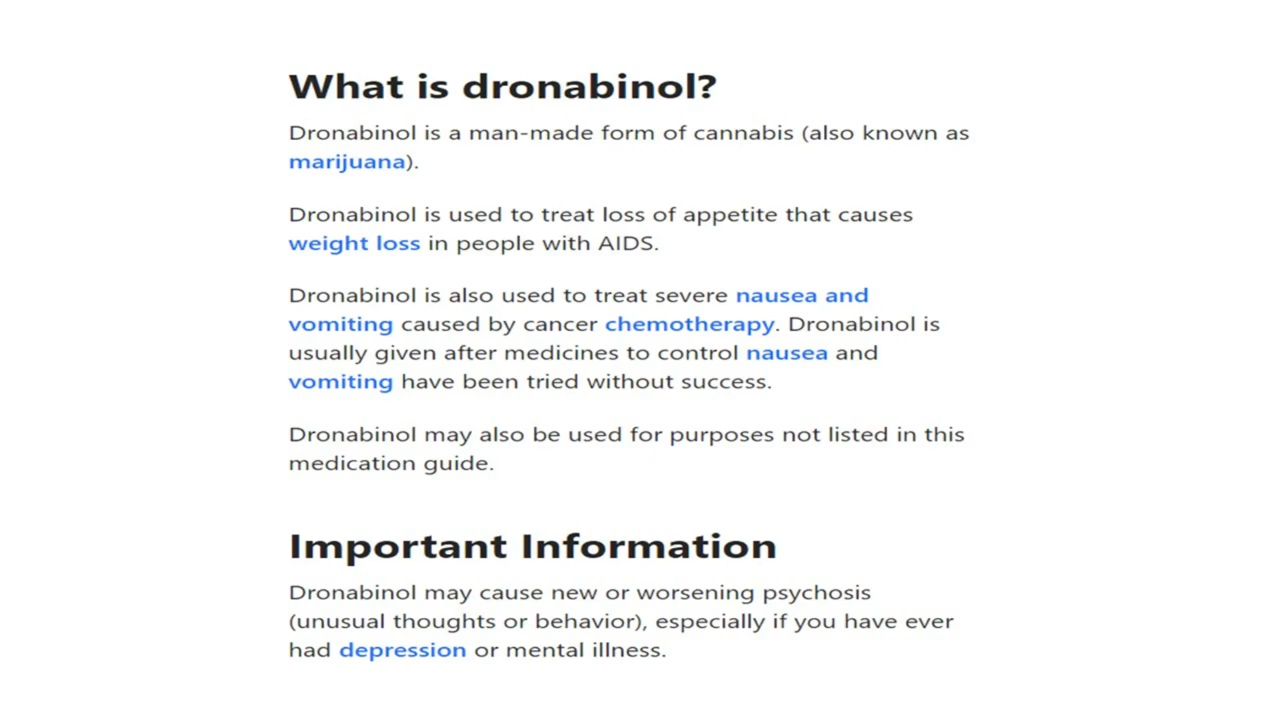 What is dronabinol?
Dronabinol is a man-made form of cannabis (also known as
marijuana).
Dronabinol is used to treat loss of appetite that causes
weight loss in people with AIDS.
Dronabinol is also used to treat severe nausea and
vomiting caused by cancer chemotherapy. Dronabinol is
usually given after medicines to control nausea and
vomiting have been tried without success.
Dronabinol may also be used for purposes not listed in this
medication guide.
Important Information
Dronabinol may cause new or worsening psychosis
(unusual thoughts or behavior), especially if you have ever
had depression or mental illness.